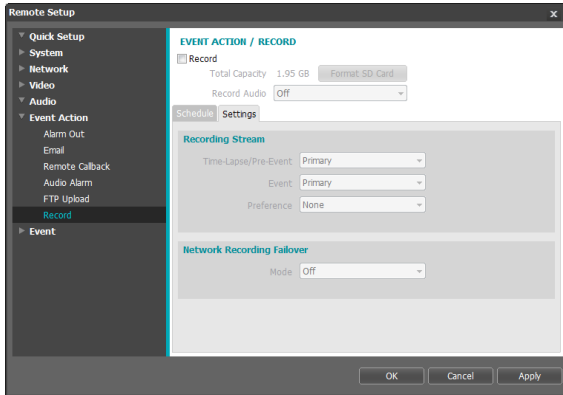 Remote Setup
x
Quick Setup
System
Network
Video
Audio
Event Action
Alarm Out
Email
Remote Callback
Audio Alarm
FTP Upload
Record
Event
EVENT ACTION / RECORD
Record
Total Capacity 1.95 GB Format SD Card
Record Audio Off
Schedule Settings
Recording Stream
Time-Lapse/Pre-Event Primary
Event Primary
Preference None
Network Recording Failover
Mode Off
OK Cancel Apply